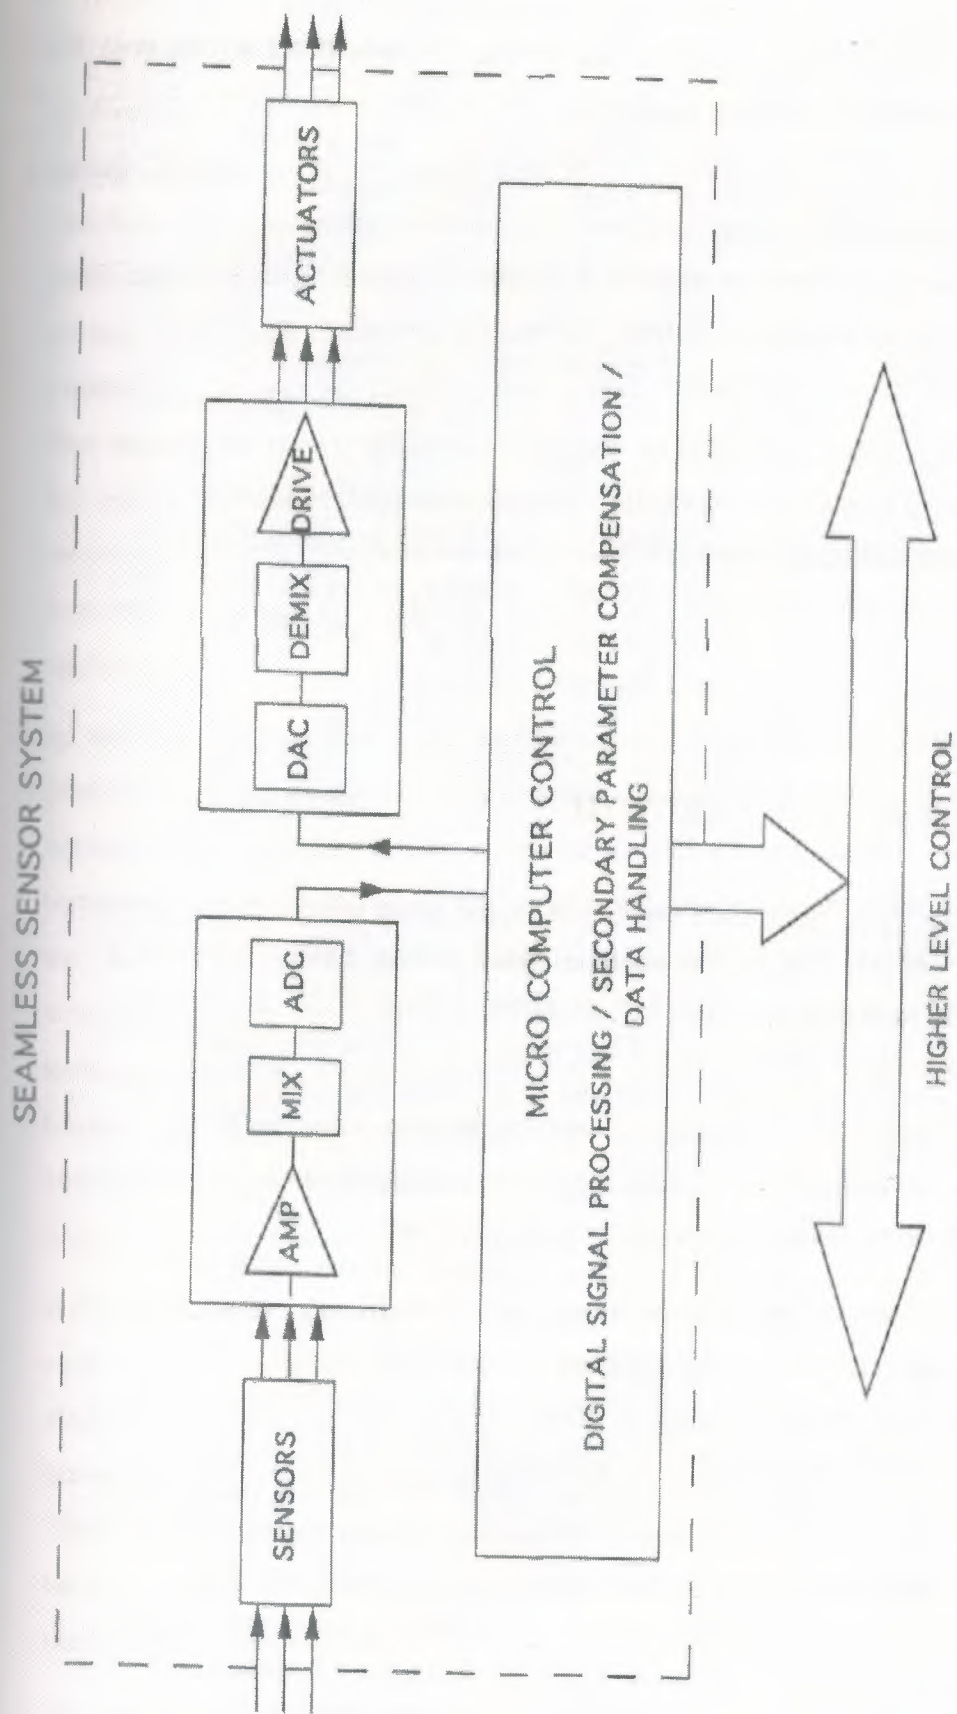 SEAMLESS SENSOR SYSTEM
SENSORS
AMP
MIX
ADC
DAC
DEMIX
DRIVE
ACTUATORS
MICRO COMPUTER CONTROL
DIGITAL SIGNAL PROCESSING / SECONDARY PARAMETER COMPENSATION /
DATA HANDLING
HIGHER LEVEL CONTROL